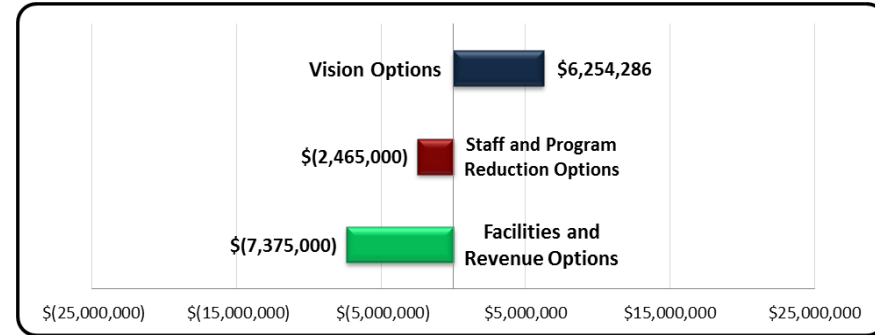 Vision Options $6,254,286
$(2,465,000) Staff and Program
Reduction Options
$(7,375,000) Facilities and
Revenue Options
$(25,000,000) $(15,000,000) $(5,000,000) $5,000,000 $15,000,000 $25,000,000